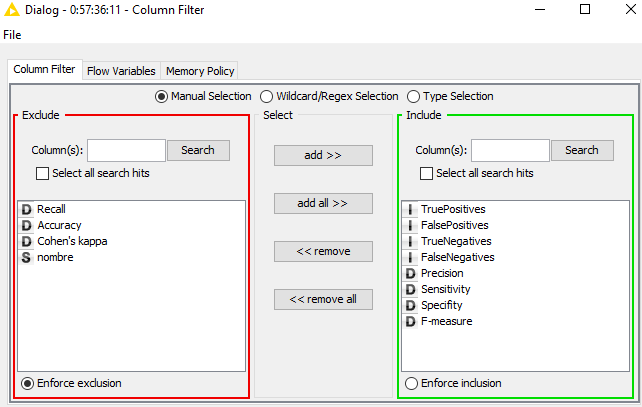 Dialog - 0:57:36:11 - Column Filter
File
Column Filter Flow Variables Memory Policy
Manual Selection Wildcard/Regex Selection Type Selection
Exclude
Column(s): Search
Select all search hits
D Recall
D Accuracy
D Cohen's kappa
S nombre
Enforce exclusion
Select
add >>
add all >>
<< remove
<< remove all
Include
Column(s): Search
Select all search hits
I TruePositives
I FalsePositives
I TrueNegatives
I FalseNegatives
D Precision
D Sensitivity
D Specifity
D F-measure
Enforce inclusion